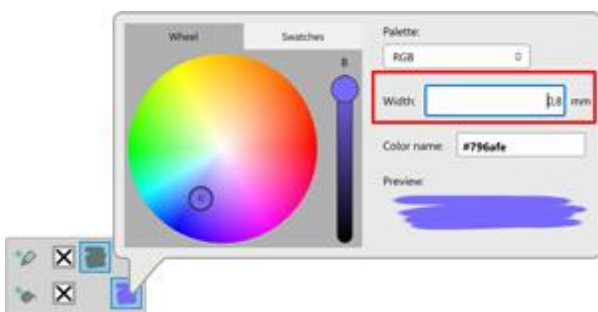 Wheel Swatches
Palette:
B
RGB
Width: 0.8 mm
Color name: #796afe
Preview: